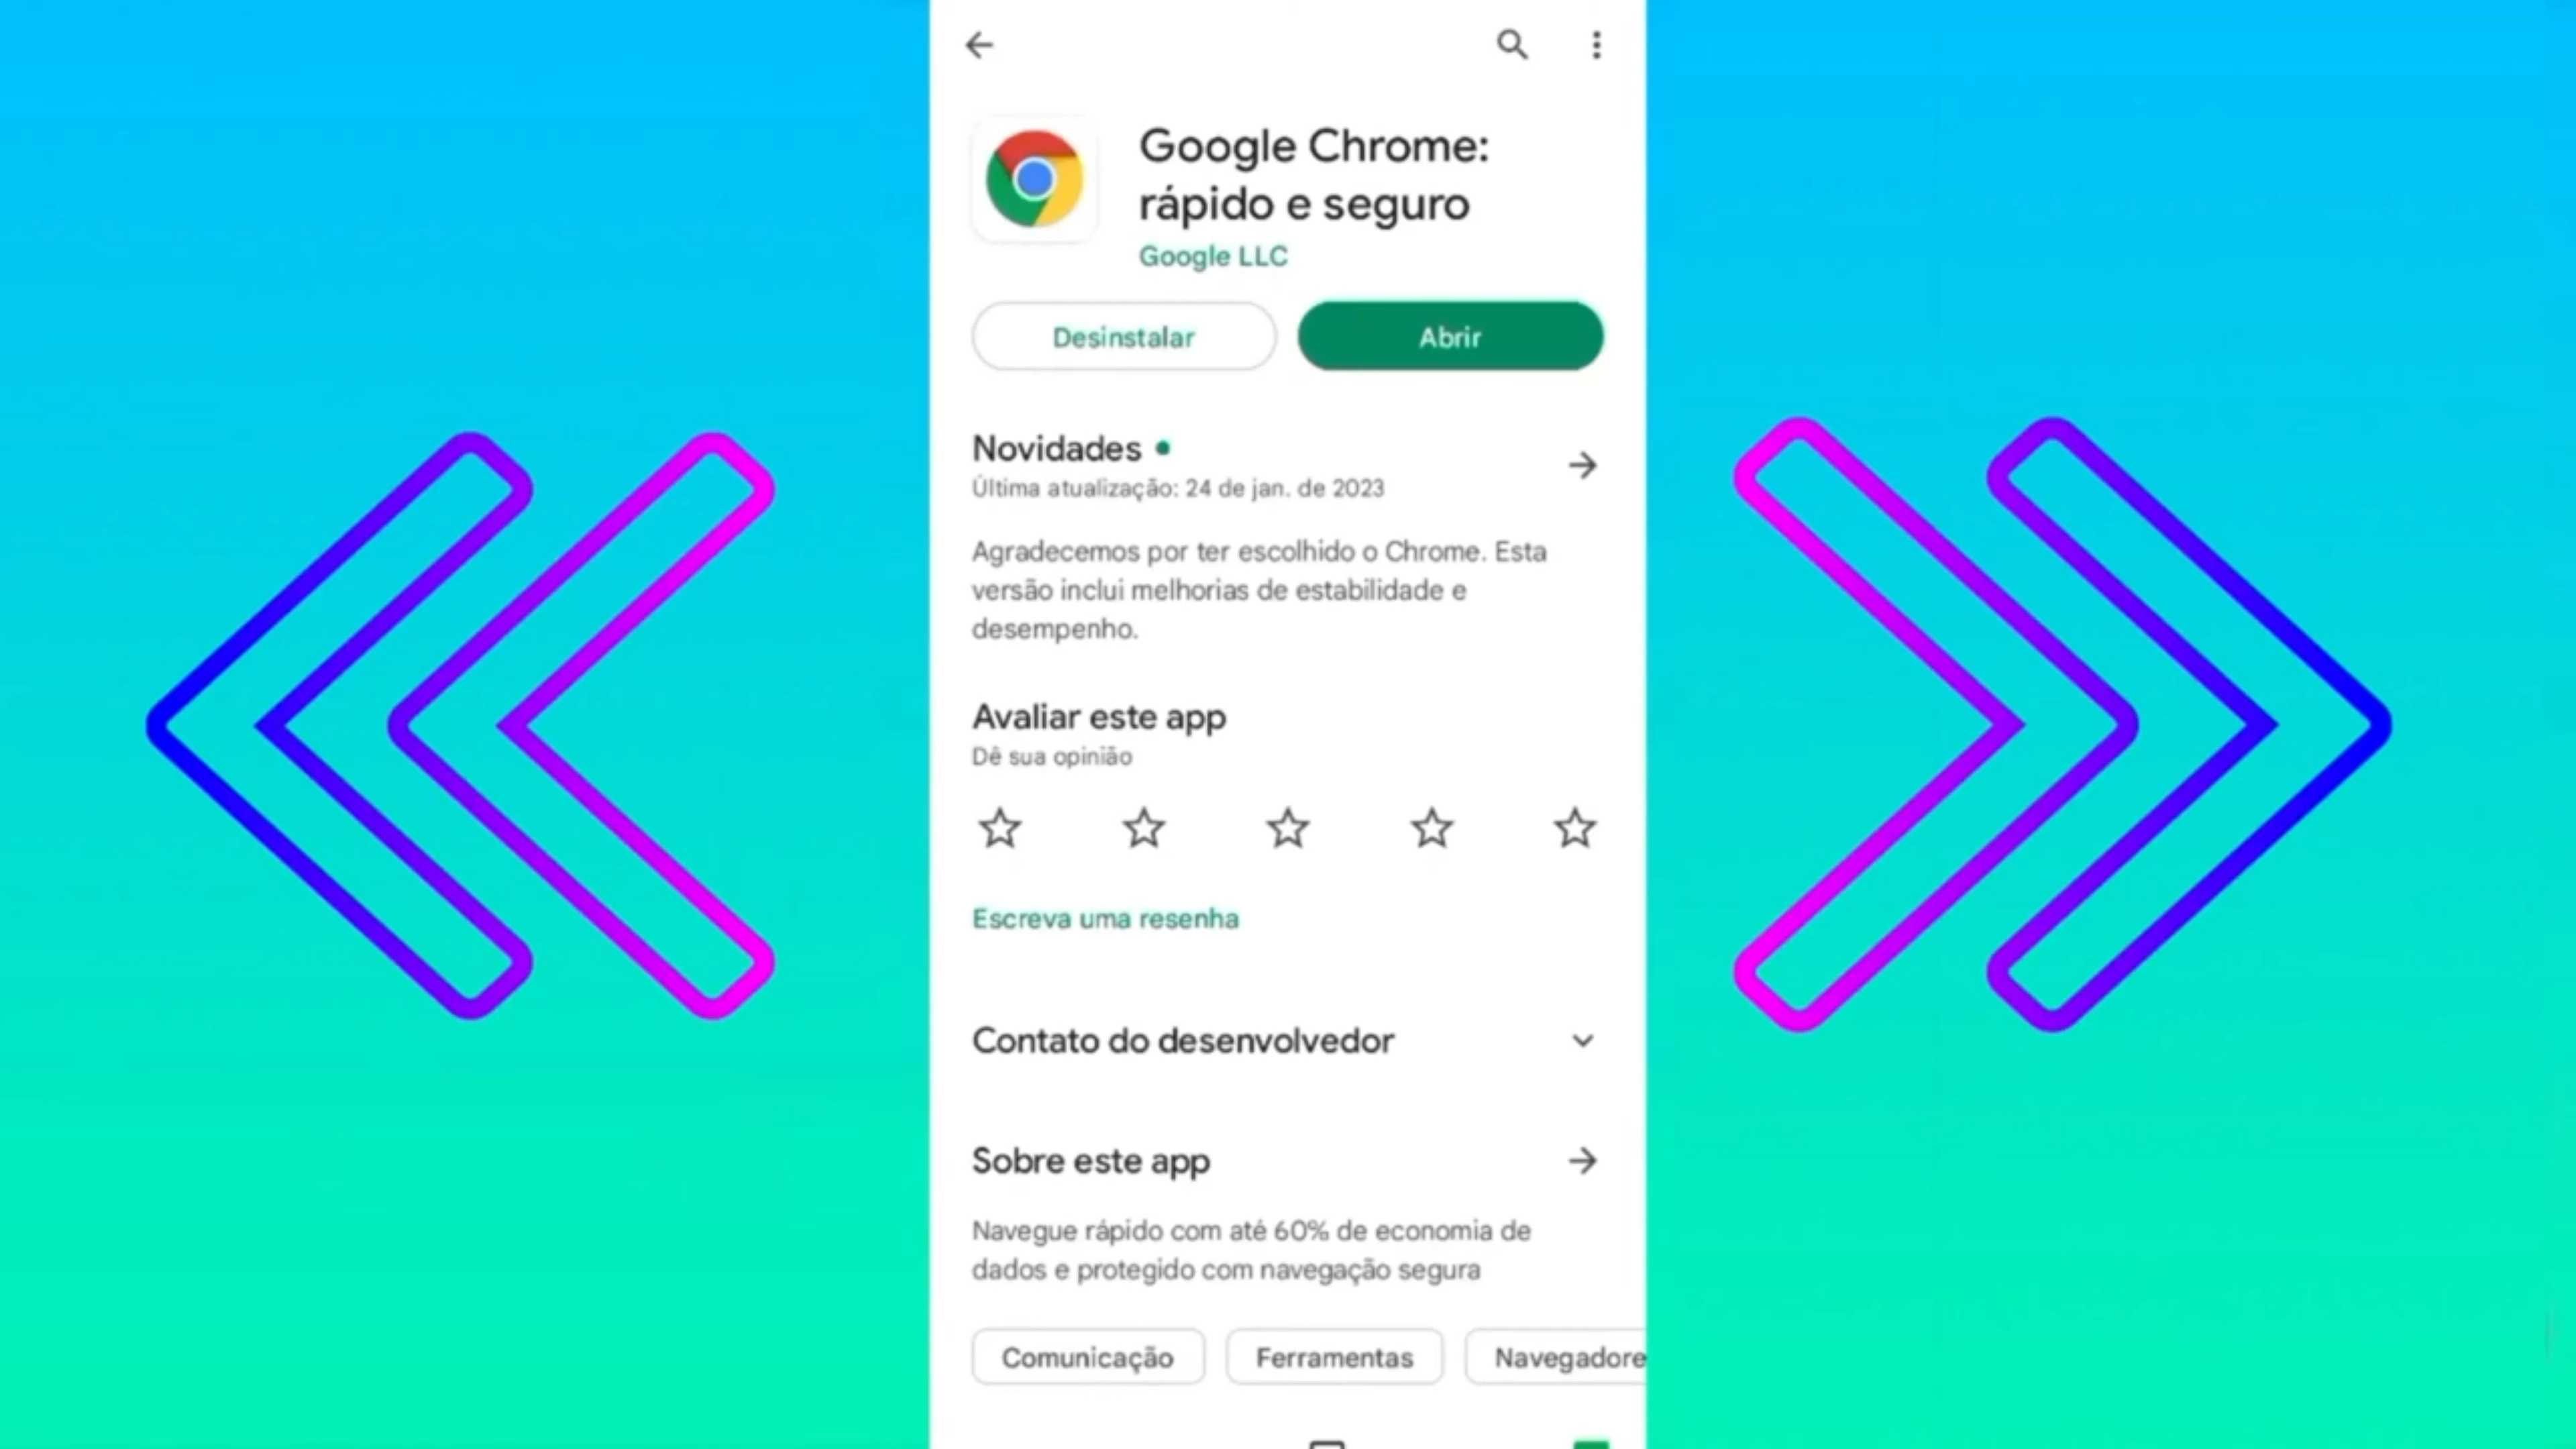 Google Chrome:
rápido e seguro
Google LLC
Desinstalar
Abrir
Novidades
Última atualização: 24 de jan. de 2023
Agradecemos por ter escolhido o Chrome. Esta
versão inclui melhorias de estabilidade e
desempenho.
Avaliar este app
Dê sua opinião
Escreva uma resenha
Contato do desenvolvedor
Sobre este app
Navegue rápido com até 60% de economia de
dados e protegido com navegação segura
Comunicação
Ferramentas
Navegadore